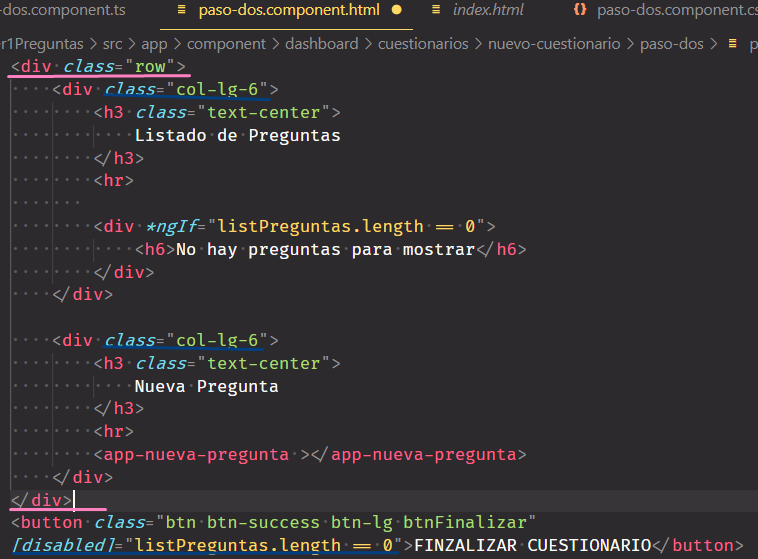 -dos.component.ts paso-dos.component.html index.html paso-dos.component.cs
r1Preguntas > src > app > component > dashboard > cuestionarios > nuevo-cuestionario > paso-dos > p
<div class="row">
<div class="col-lg-6">
<h3 class="text-center">
Listado de Preguntas
</h3>
<hr>
<div *ngIf="listPreguntas.length == 0">
<h6>No hay preguntas para mostrar</h6>
</div>
</div>
<div class="col-lg-6">
<h3 class="text-center">
Nueva Pregunta
</h3>
<hr>
<app-nueva-pregunta ></app-nueva-pregunta>
</div>
</div>
<button class="btn btn-success btn-lg btnFinalizar"
[disabled]="listPreguntas.length == 0">FINZALIZAR CUESTIONARIO</button>